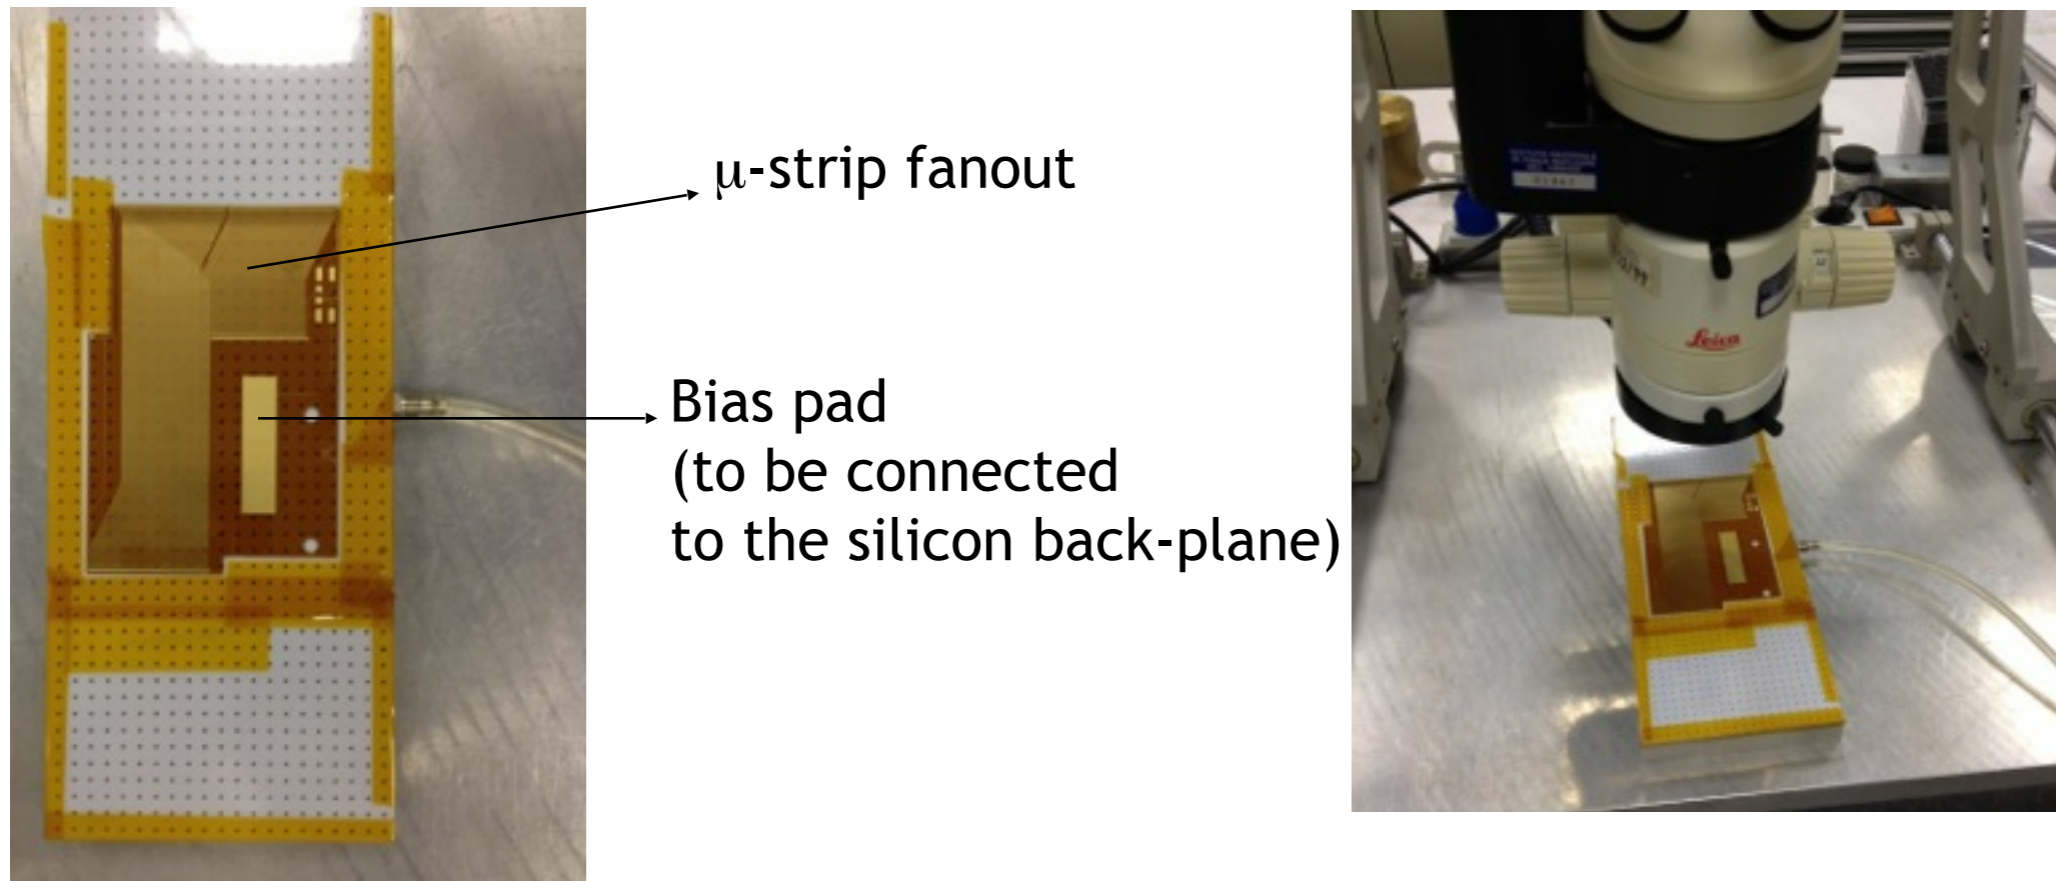 μ-strip fanout
Bias pad
(to be connected
to the silicon back-plane)
Leica